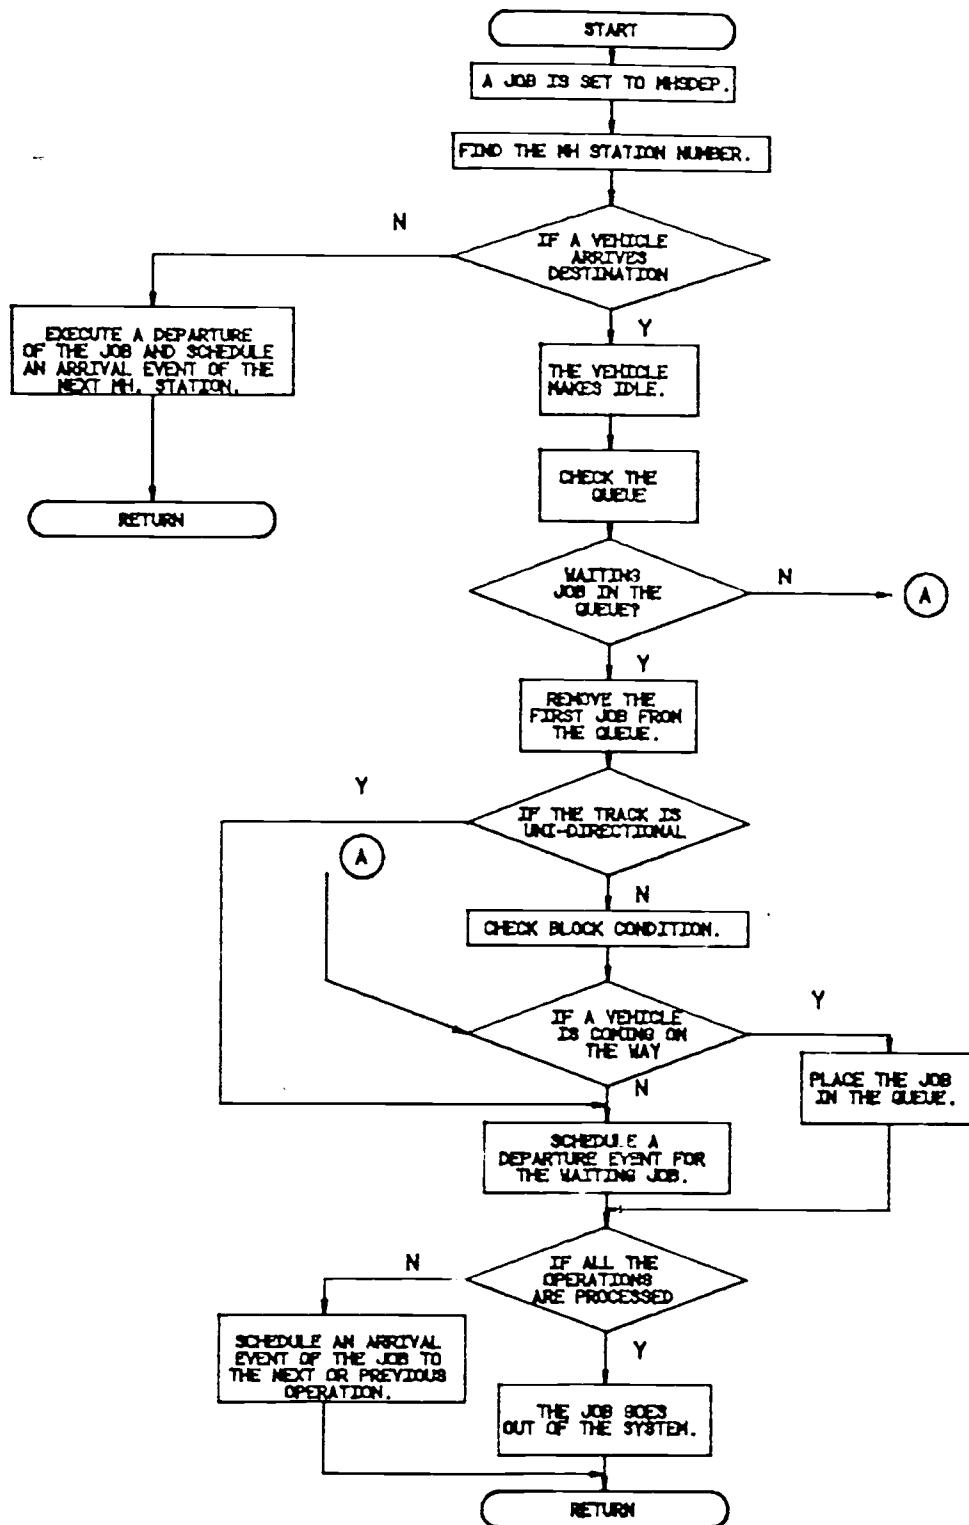 START
A JOB IS SET TO MHSDEP.
FIND THE MH STATION NUMBER.
N
IF A VEHICLE
ARRIVES
DESTINATION
Y
EXECUTE A DEPARTURE
OF THE JOB AND SCHEDULE
AN ARRIVAL EVENT OF THE
NEXT MH. STATION.
THE VEHICLE
MAKES IDLE.
CHECK THE
QUEUE
RETURN
WAITING
JOB IN THE
QUEUE?
N
A
Y
REMOVE THE
FIRST JOB FROM
THE QUEUE.
Y
IF THE TRACK IS
UNI-DIRECTIONAL
A
N
CHECK BLOCK CONDITION.
IF A VEHICLE
IS COMING ON
THE WAY
Y
N
PLACE THE JOB
IN THE QUEUE.
SCHEDULE A
DEPARTURE EVENT FOR
THE WAITING JOB.
N
IF ALL THE
OPERATIONS
ARE PROCESSED
Y
SCHEDULE AN ARRIVAL
EVENT OF THE JOB TO
THE NEXT OR PREVIOUS
OPERATION.
THE JOB GOES
OUT OF THE SYSTEM.
RETURN